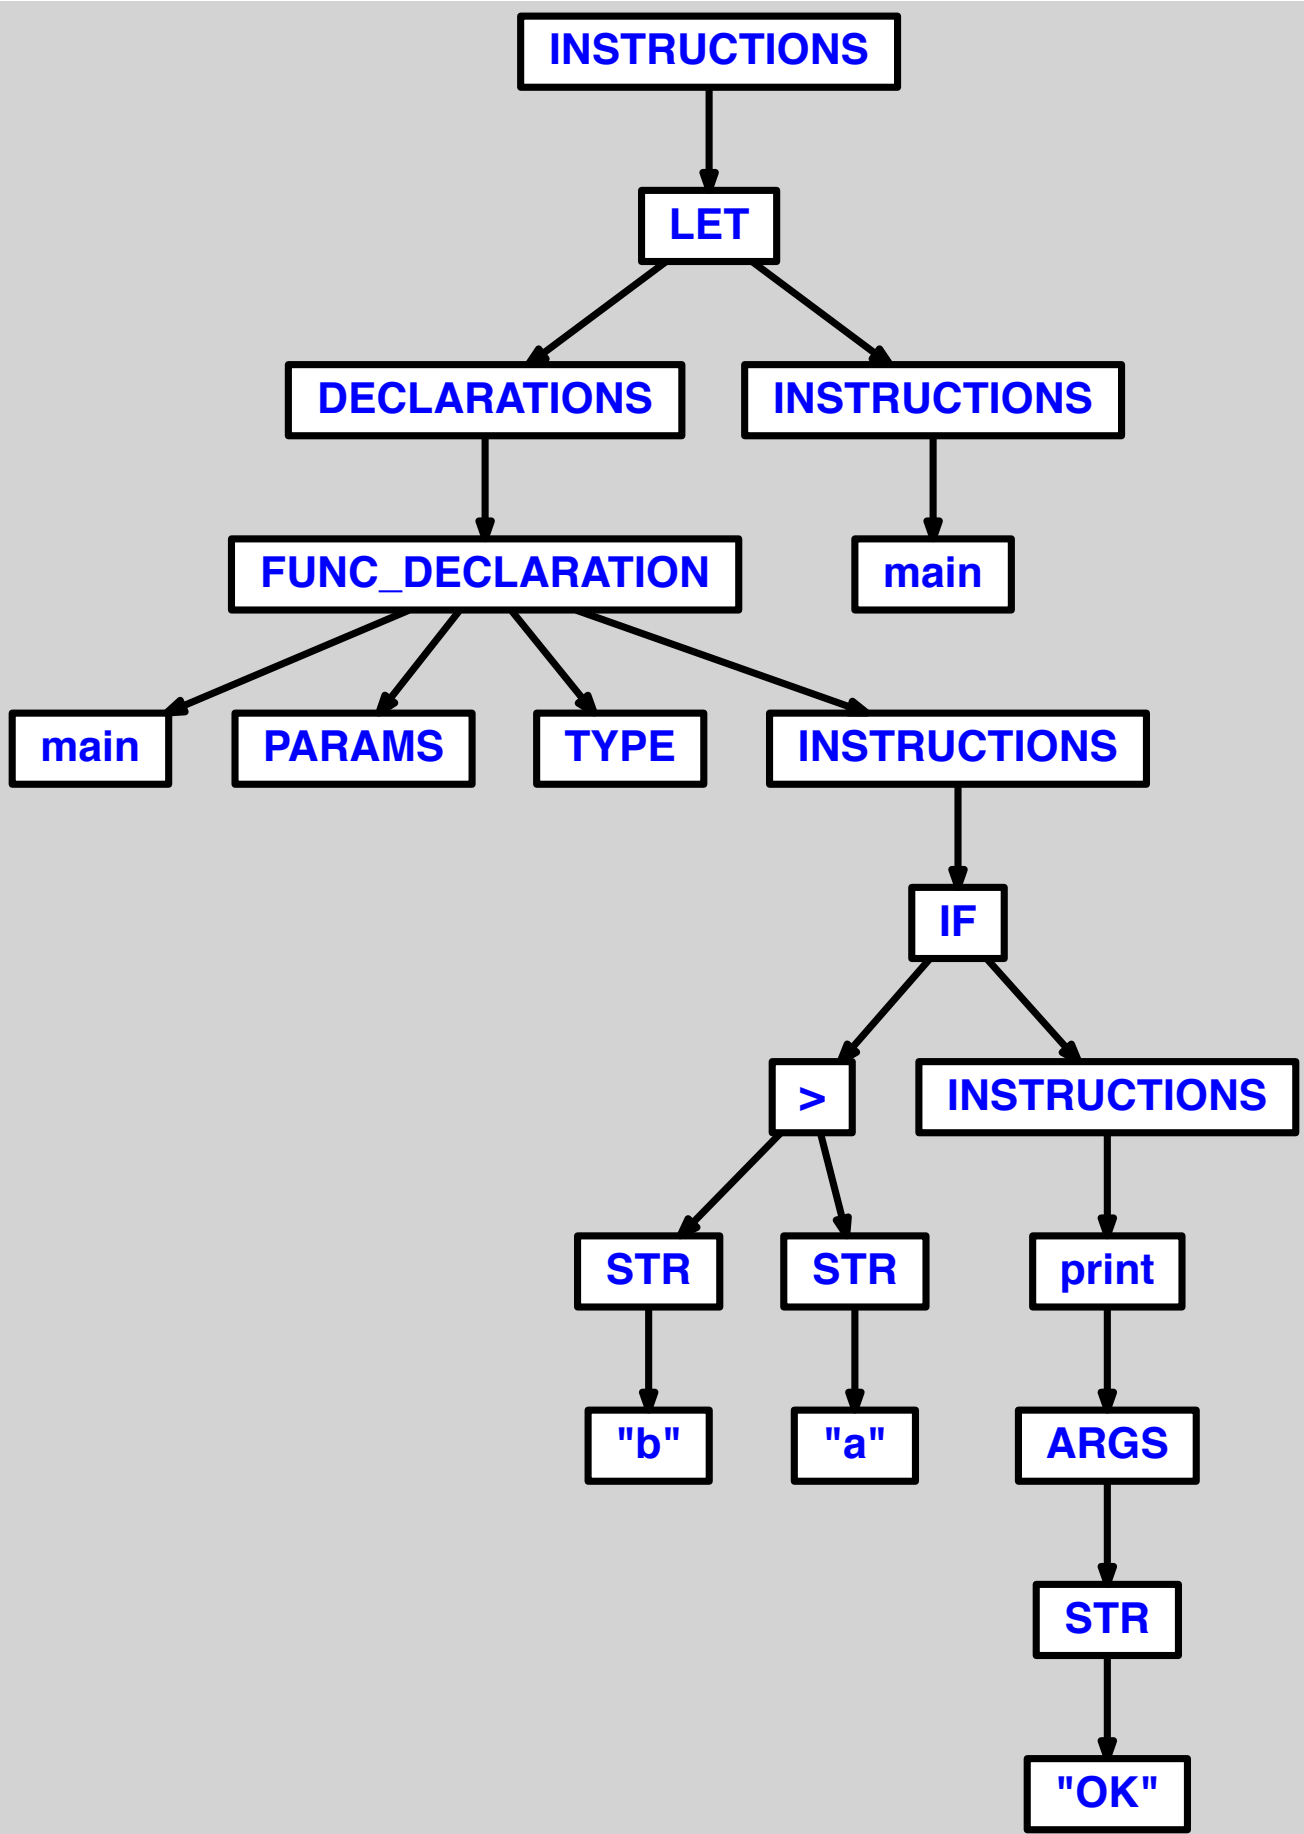 INSTRUCTIONS
LET
DECLARATIONS
INSTRUCTIONS
FUNC_DECLARATION
main
main
PARAMS
TYPE
INSTRUCTIONS
IF
>
INSTRUCTIONS
STR
STR
print
"b"
"a"
ARGS
STR
"OK"